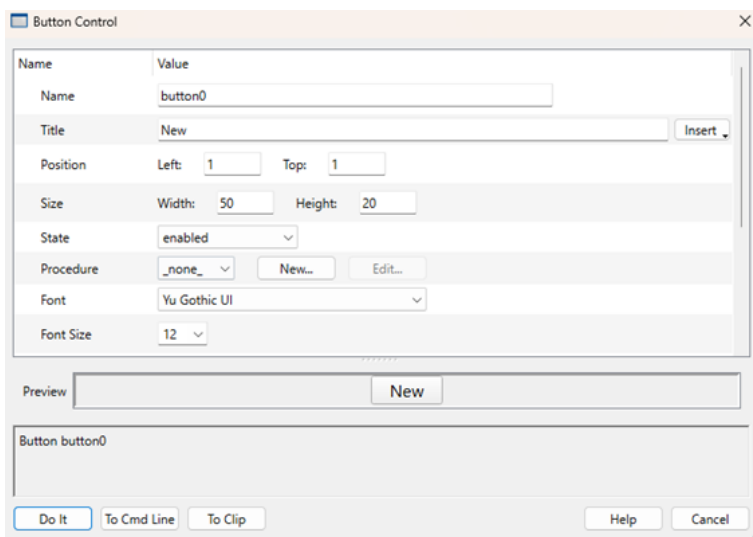 Button Control
Name Value
Name button0
Title New Insert
Position Left: 1 Top: 1
Size Width: 50 Height: 20
State enabled
Procedure _none_ New... Edit...
Font Yu Gothic UI
Font Size 12
Preview New
Button button0
Do It To Cmd Line To Clip Help Cancel